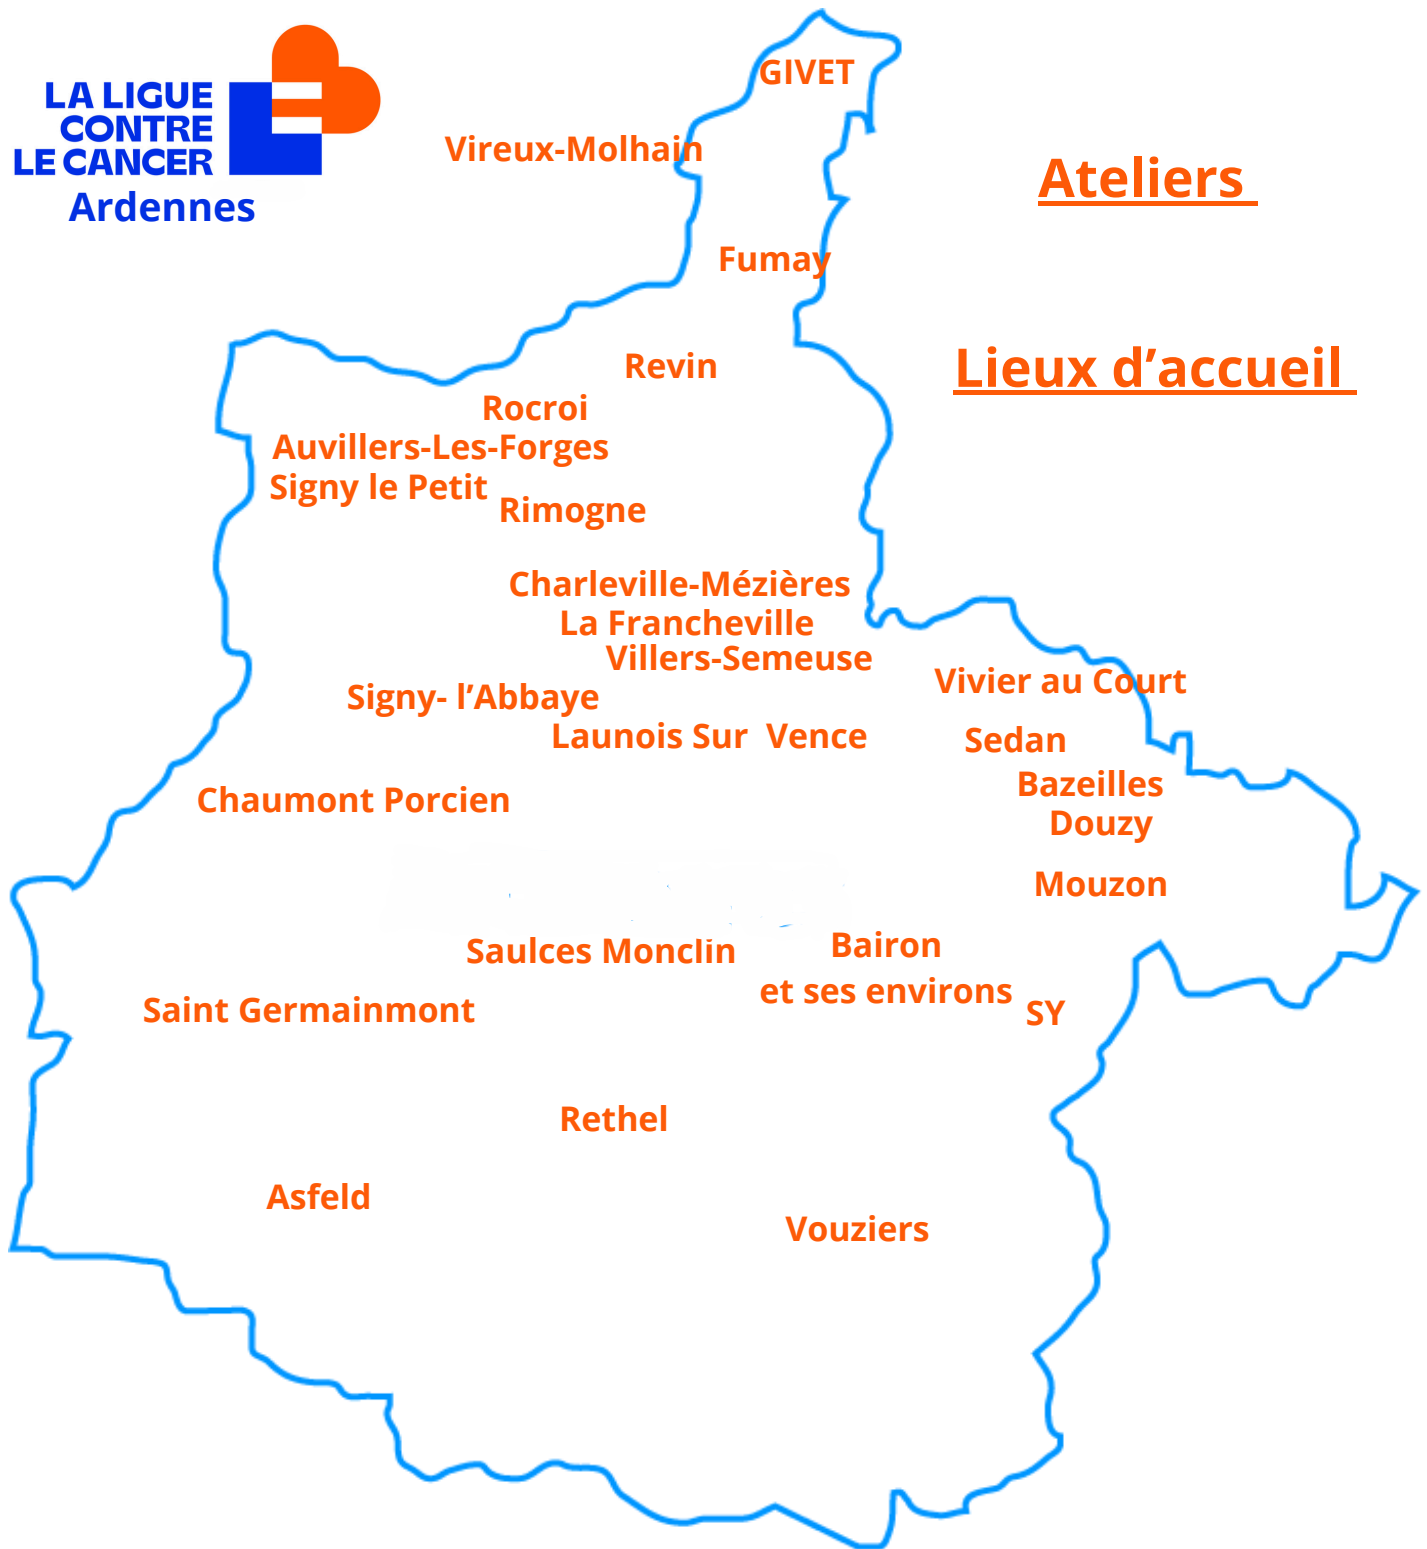 LA LIGUE
CONTRE
LE CANCER
Ardennes
GIVET
Vireux-Molhain
Ateliers
Fumay
Lieux d’accueil
Revin
Rocroi
Auvillers-Les-Forges
Signy le Petit
Rimogne
Charleville-Mézières
La Francheville
Villers-Semeuse
Vivier au Court
Signy- l’Abbaye
Launois Sur  Vence
Sedan
Bazeilles
Chaumont Porcien
Douzy
Mouzon
Saulces Monclin
Bairon
et ses environs
Saint Germainmont
SY
Rethel
Asfeld
Vouziers